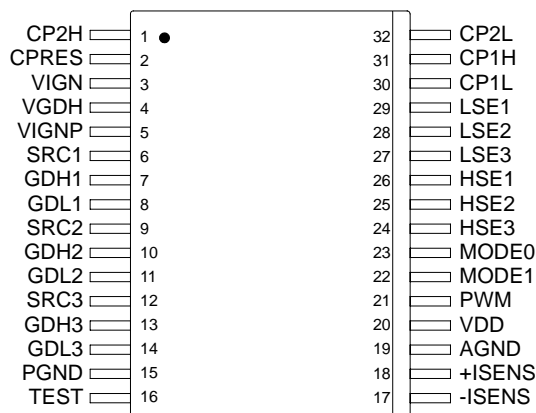 CP2H 1 32 CP2L
CPRES 2 31 CP1H
VIGN 3 30 CP1L
VGDH 4 29 LSE1
VIGNP 5 28 LSE2
SRC1 6 27 LSE3
GDH1 7 26 HSE1
GDL1 8 25 HSE2
SRC2 9 24 HSE3
GDH2 10 23 MODE0
GDL2 11 22 MODE1
SRC3 12 21 PWM
GDH3 13 20 VDD
GDL3 14 19 AGND
PGND 15 18 +ISENS
TEST 16 17 -ISENS